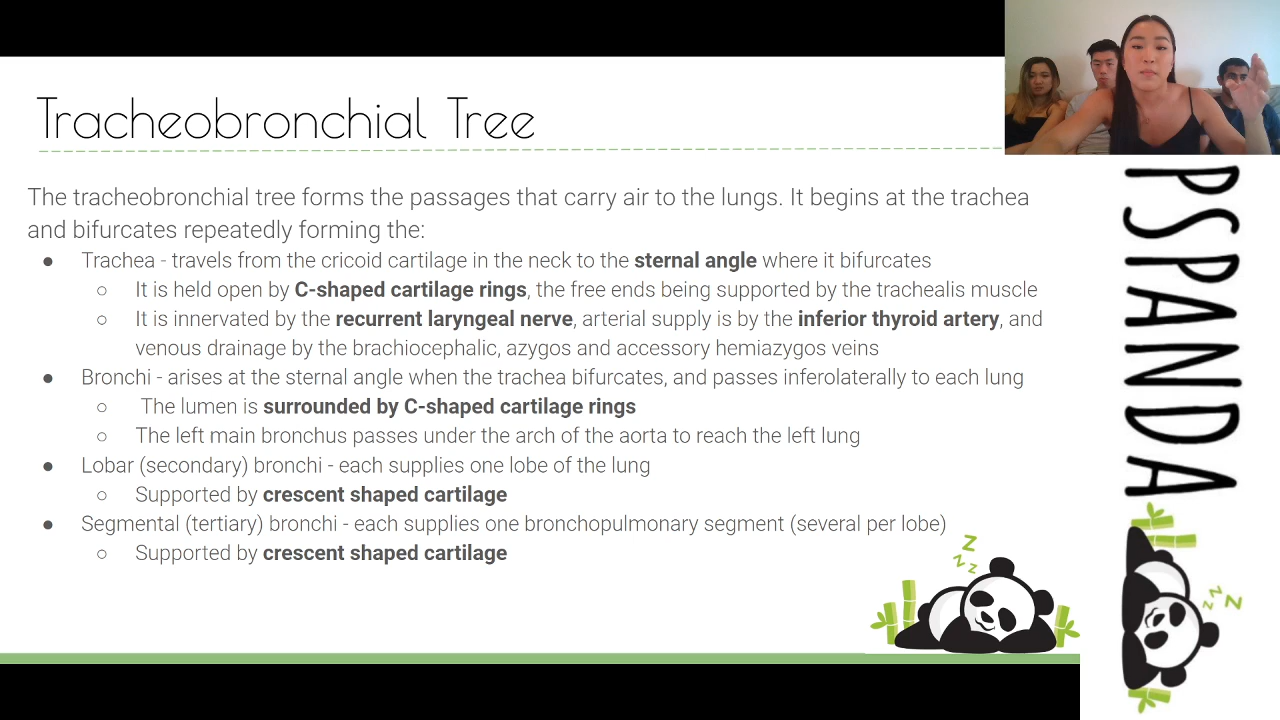 Tracheobronchial Tree
The tracheobronchial tree forms the passages that carry air to the lungs. It begins at the trachea
and bifurcates repeatedly forming the:
● Trachea - travels from the cricoid cartilage in the neck to the sternal angle where it bifurcates
○ It is held open by C-shaped cartilage rings, the free ends being supported by the trachealis muscle
○ It is innervated by the recurrent laryngeal nerve, arterial supply is by the inferior thyroid artery, and
venous drainage by the brachiocephalic, azygos and accessory hemiazygos veins
● Bronchi - arises at the sternal angle when the trachea bifurcates, and passes inferolaterally to each lung
○ The lumen is surrounded by C-shaped cartilage rings
○ The left main bronchus passes under the arch of the aorta to reach the left lung
● Lobar (secondary) bronchi - each supplies one lobe of the lung
○ Supported by crescent shaped cartilage
● Segmental (tertiary) bronchi - each supplies one bronchopulmonary segment (several per lobe)
○ Supported by crescent shaped cartilage
z z z
PSPANDA
z z z